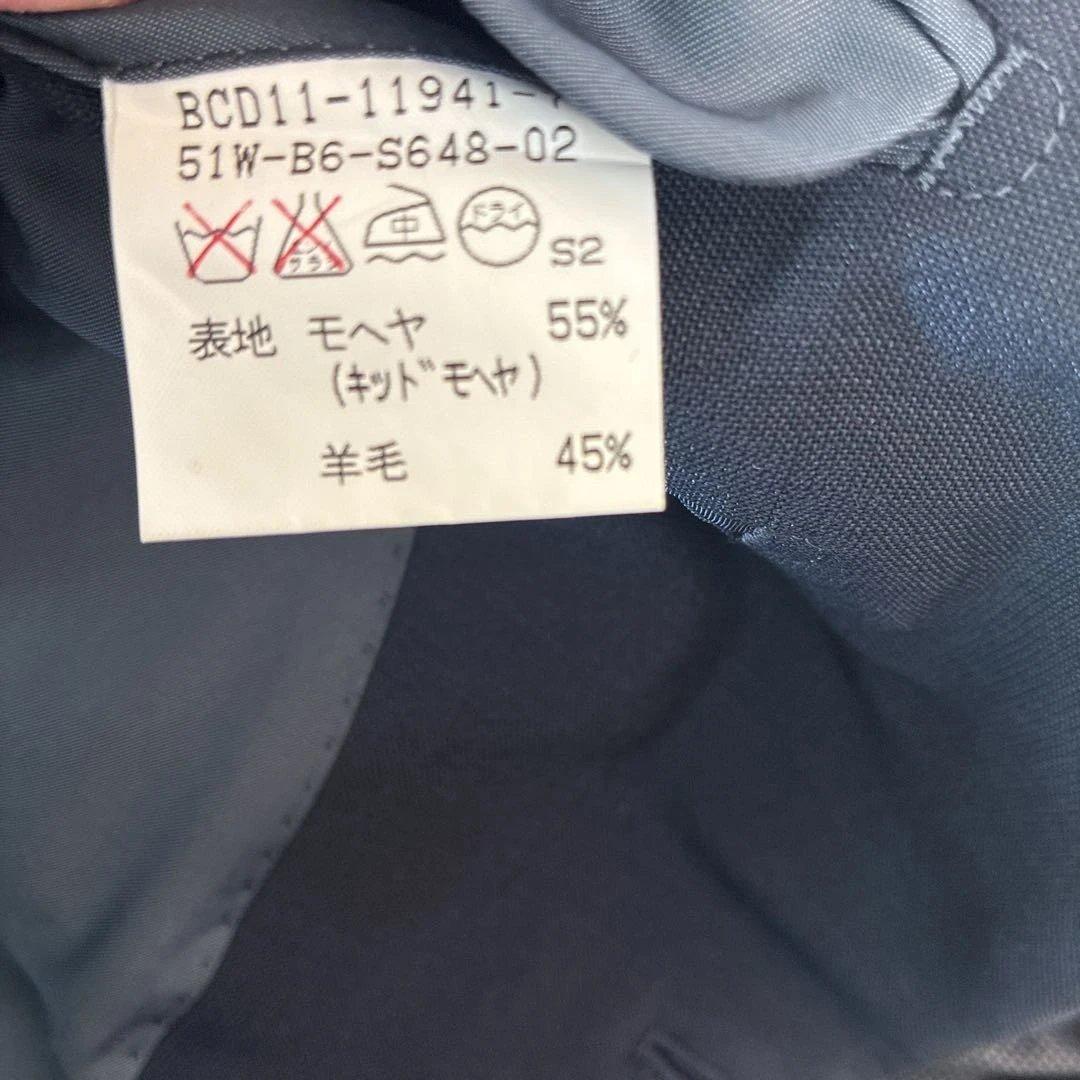 BCD11-11941-
51W-B6-S648-02
中 ドライ S2
表地 モヘヤ 55%
(キッドモヘヤ)
羊毛 45%